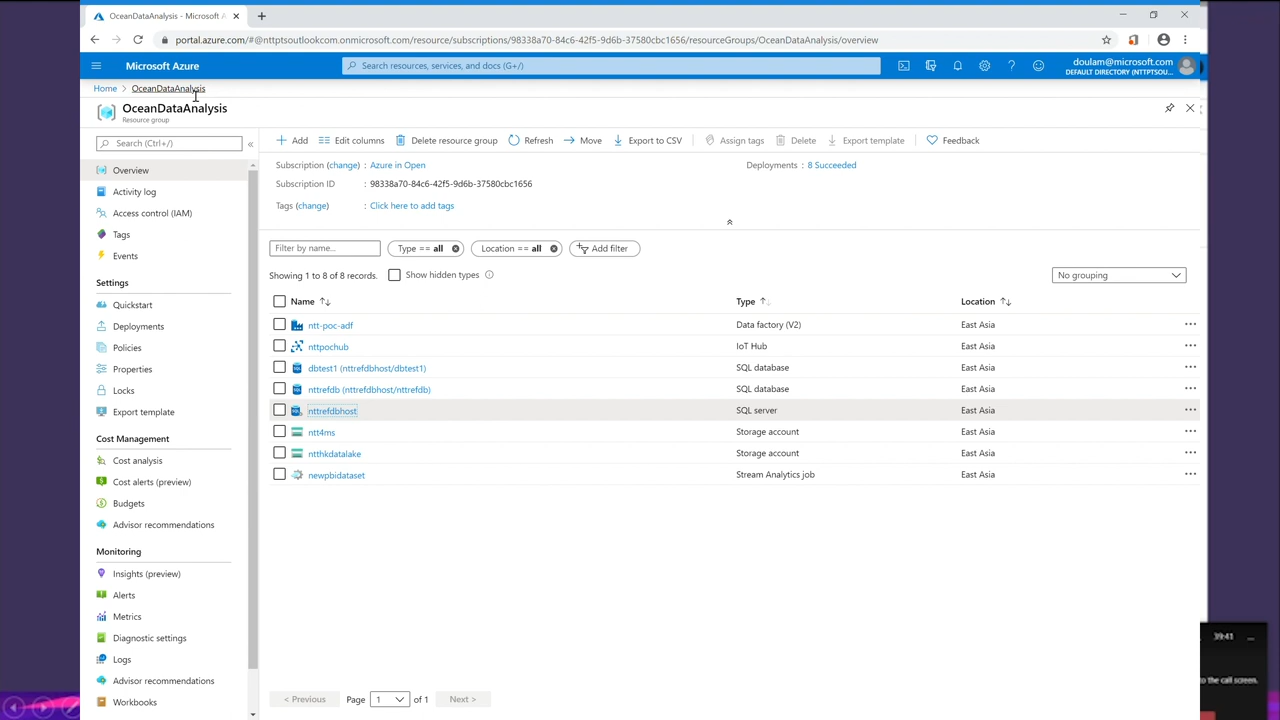 OceanDataAnalysis - Microsoft A
portal.azure.com/#@nttptsoutlookcom.onmicrosoft.com/resource/subscriptions/98338a70-84c6-42f5-9d6b-37580cbc1656/resourceGroups/OceanDataAnalysis/overview
Microsoft Azure
Search resources, services, and docs (G+/)
doulam@microsoft.com
DEFAULT DIRECTORY (NTTPTSOU...
Home > OceanDataAnalysis
OceanDataAnalysis
Resource group
Search (Ctrl+/)
Overview
Activity log
Access control (IAM)
Tags
Events
Settings
Quickstart
Deployments
Policies
Properties
Locks
Export template
Cost Management
Cost analysis
Cost alerts (preview)
Budgets
Advisor recommendations
Monitoring
Insights (preview)
Alerts
Metrics
Diagnostic settings
Logs
Advisor recommendations
Workbooks
Add Edit columns Delete resource group Refresh Move Export to CSV Assign tags Delete Export template Feedback
Subscription (change) : Azure in Open Deployments : 8 Succeeded
Subscription ID : 98338a70-84c6-42f5-9d6b-37580cbc1656
Tags (change) : Click here to add tags
Filter by name... Type == all Location == all Add filter
Showing 1 to 8 of 8 records. Show hidden types No grouping
Name Type Location
ntt-poc-adf Data factory (V2) East Asia
nttpochub IoT Hub East Asia
dbtest1 (nttrefdbhost/dbtest1) SQL database East Asia
nttrefdb (nttrefdbhost/nttrefdb) SQL database East Asia
nttrefdbhost SQL server East Asia
ntt4ms Storage account East Asia
ntthkdatalake Storage account East Asia
newpbidataset Stream Analytics job East Asia
< Previous Page 1 of 1 Next >
39:41
to the call screen.